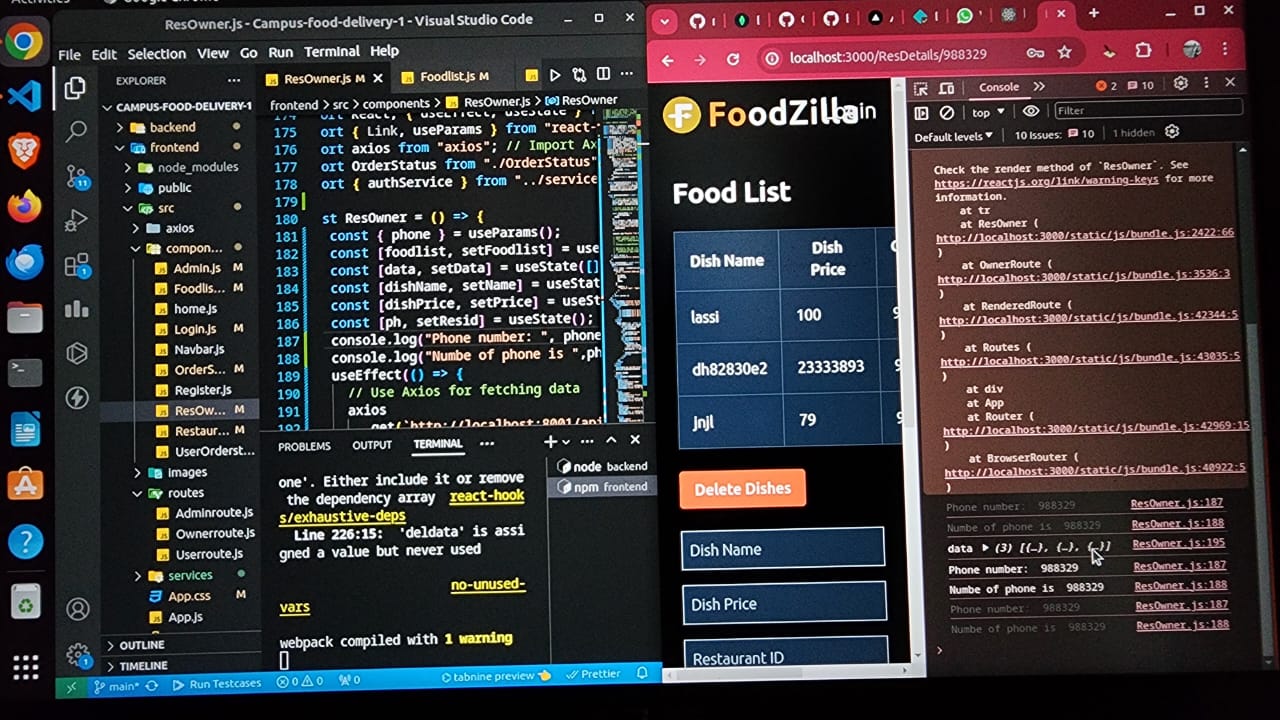 Activities
Google Chrome
ResOwner.js - Campus-food-delivery-1 - Visual Studio Code
File Edit Selection View Go Run Terminal Help
EXPLORER
CAMPUS-FOOD-DELIVERY-1
backend
frontend
node_modules
public
src
axios
compon...
Admin.js M
Foodlis... M
home.js
Login.js M
Navbar.js
OrderS... M
Register.js
ResOw... M
Restaur... M
UserOrderst...
images
routes
Adminroute.js
Ownerroute.js
Userroute.js
services
App.css M
App.js
OUTLINE
TIMELINE
11
1
1
ResOwner.js M
Foodlist.js M
frontend > src > components > ResOwner.js > ResOwner
174 ort React, { useEffect, useState }
175 ort { Link, useParams } from "react-
176 ort axios from "axios"; // Import Ax
177 ort OrderStatus from "./OrderStatus"
178 ort { authService } from "../service
179
180 st ResOwner = () => {
181 const { phone } = useParams();
182 const [foodlist, setFoodlist] = use
183 const [data, setData] = useState([]
184 const [dishName, setName] = useStat
185 const [dishPrice, setPrice] = useSt
186 const [ph, setResid] = useState();
187 console.log("Phone number: ", phone
188 console.log("Numbe of phone is ",ph
189 useEffect(() => {
190 // Use Axios for fetching data
191 axios
192 get(`http://localhost:8001/api
PROBLEMS OUTPUT TERMINAL
node backend
npm frontend
one'. Either include it or remove
the dependency array react-hook
s/exhaustive-deps
Line 226:15: 'deldata' is assi
gned a value but never used
no-unused-
vars
webpack compiled with 1 warning
main* Run Testcases 0 0 0 tabnine preview Prettier
localhost:3000/ResDetails/988329
FoodZilla
Food List
Dish Name Dish Price
lassi 100
dh82830e2 23333893
Jnjl 79
Delete Dishes
Dish Name
Dish Price
Restaurant ID
Console 2 10
top Filter
Default levels 10 Issues: 10 1 hidden
Check the render method of `ResOwner`. See
https://reactjs.org/link/warning-keys for more
information.
at tr
at ResOwner (
http://localhost:3000/static/js/bundle.js:2422:66
)
at OwnerRoute (
http://localhost:3000/static/js/bundle.js:3536:3
)
at RenderedRoute (
http://localhost:3000/static/js/bundle.js:42344:5
)
at Routes (
http://localhost:3000/static/js/bundle.js:43035:5
)
at div
at App
at Router (
http://localhost:3000/static/js/bundle.js:42969:15
)
at BrowserRouter (
http://localhost:3000/static/js/bundle.js:40922:5
)
Phone number: 988329 ResOwner.js:187
Numbe of phone is 988329 ResOwner.js:188
data (3) [{…}, {…}, {…}] ResOwner.js:195
Phone number: 988329 ResOwner.js:187
Numbe of phone is 988329 ResOwner.js:188
Phone number: 988329 ResOwner.js:187
Numbe of phone is 988329 ResOwner.js:188